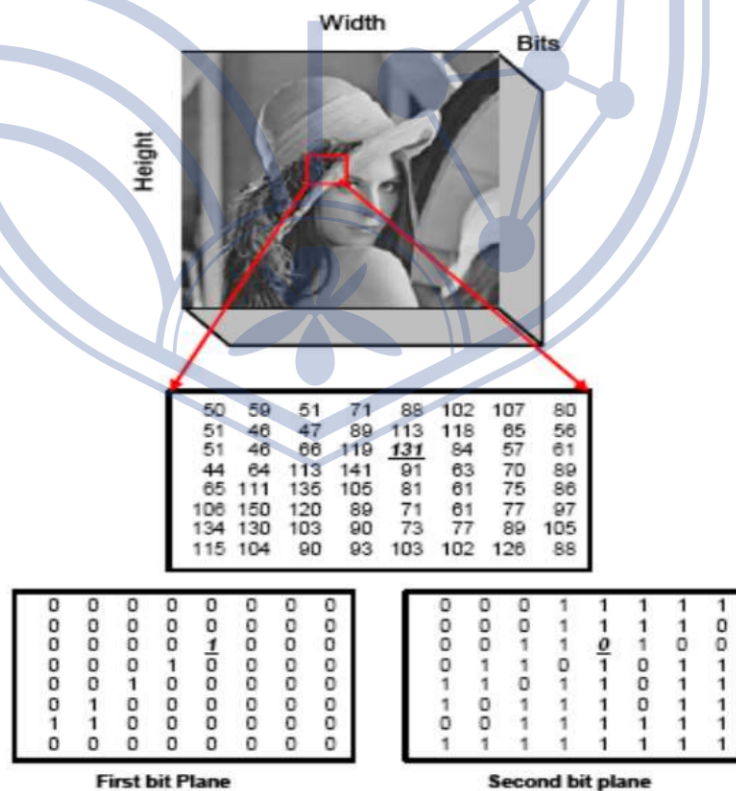 Width
Bits
Height
50 59 51 71 88 102 107 80
51 46 47 89 113 118 65 56
51 46 66 119 131 84 57 61
44 64 113 141 91 63 70 89
65 111 135 105 81 61 75 86
106 150 120 89 71 61 77 97
134 130 103 90 73 77 89 105
115 104 90 93 103 102 126 88
0 0 0 0 0 0 0 0
0 0 0 0 0 0 0 0
0 0 0 0 1 0 0 0
0 0 0 1 0 0 0 0
0 0 1 0 0 0 0 0
0 1 0 0 0 0 0 0
1 1 0 0 0 0 0 0
0 0 0 0 0 0 0 0
First bit Plane
0 0 0 1 1 1 1 1
0 0 0 1 1 1 1 0
0 0 1 1 0 1 0 0
0 1 1 0 1 0 1 1
1 1 0 1 1 0 1 1
1 0 1 1 1 0 1 1
0 0 1 1 1 1 1 1
1 1 1 1 1 1 1 1
Second bit plane